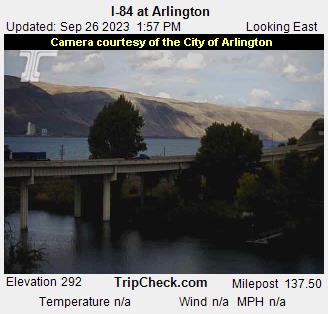 I-84 at Arlington
Updated: Sep 26 2023 1:57 PM Looking East
Camera courtesy of the City of Arlington
Elevation 292 TripCheck.com Milepost 137.50
Temperature n/a Wind n/a MPH n/a